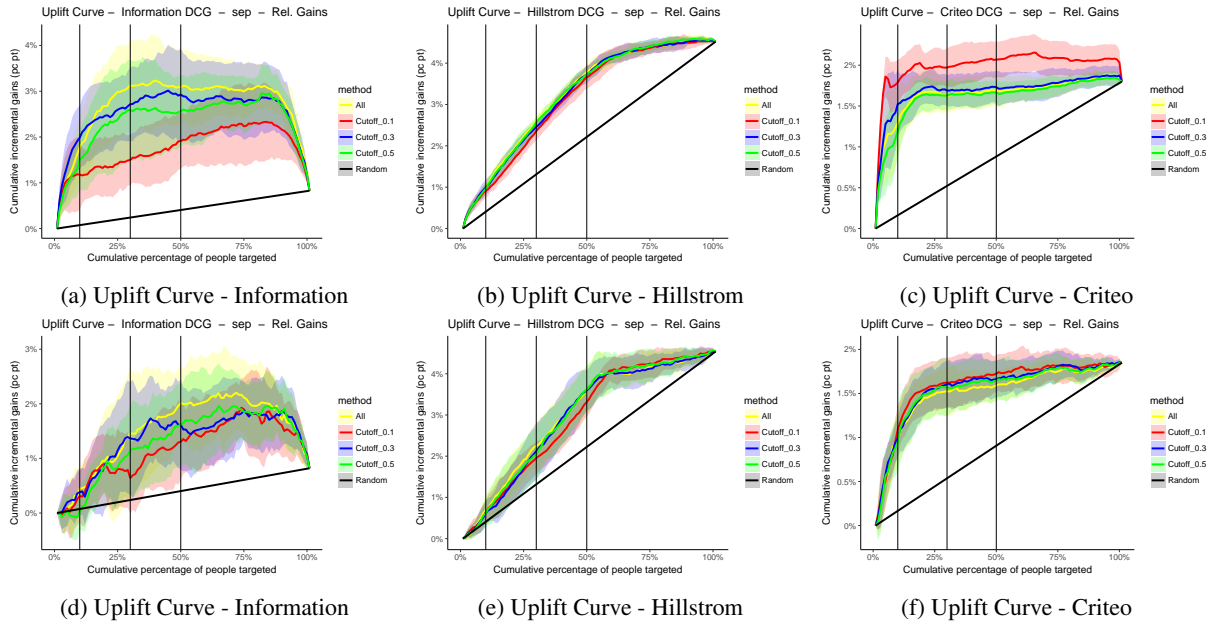 Uplift Curve – Information DCG – sep – Rel. Gains
Cumulative incremental gains (pc pt)
4%
3%
2%
1%
0%
0% 25% 50% 75% 100%
Cumulative percentage of people targeted
method
All
Cutoff_0.1
Cutoff_0.3
Cutoff_0.5
Random
(a) Uplift Curve - Information
Uplift Curve – Hillstrom DCG – sep – Rel. Gains
Cumulative incremental gains (pc pt)
4%
3%
2%
1%
0%
0% 25% 50% 75% 100%
Cumulative percentage of people targeted
method
All
Cutoff_0.1
Cutoff_0.3
Cutoff_0.5
Random
(b) Uplift Curve - Hillstrom
Uplift Curve – Criteo DCG – sep – Rel. Gains
Cumulative incremental gains (pc pt)
2%
1.5%
1%
0.5%
0%
0% 25% 50% 75% 100%
Cumulative percentage of people targeted
method
All
Cutoff_0.1
Cutoff_0.3
Cutoff_0.5
Random
(c) Uplift Curve - Criteo
Uplift Curve – Information DCG – sep – Rel. Gains
Cumulative incremental gains (pc pt)
3%
2%
1%
0%
0% 25% 50% 75% 100%
Cumulative percentage of people targeted
method
All
Cutoff_0.1
Cutoff_0.3
Cutoff_0.5
Random
(d) Uplift Curve - Information
Uplift Curve – Hillstrom DCG – sep – Rel. Gains
Cumulative incremental gains (pc pt)
4%
3%
2%
1%
0%
0% 25% 50% 75% 100%
Cumulative percentage of people targeted
method
All
Cutoff_0.1
Cutoff_0.3
Cutoff_0.5
Random
(e) Uplift Curve - Hillstrom
Uplift Curve – Criteo DCG – sep – Rel. Gains
Cumulative incremental gains (pc pt)
2%
1.5%
1%
0.5%
0%
0% 25% 50% 75% 100%
Cumulative percentage of people targeted
method
All
Cutoff_0.1
Cutoff_0.3
Cutoff_0.5
Random
(f) Uplift Curve - Criteo